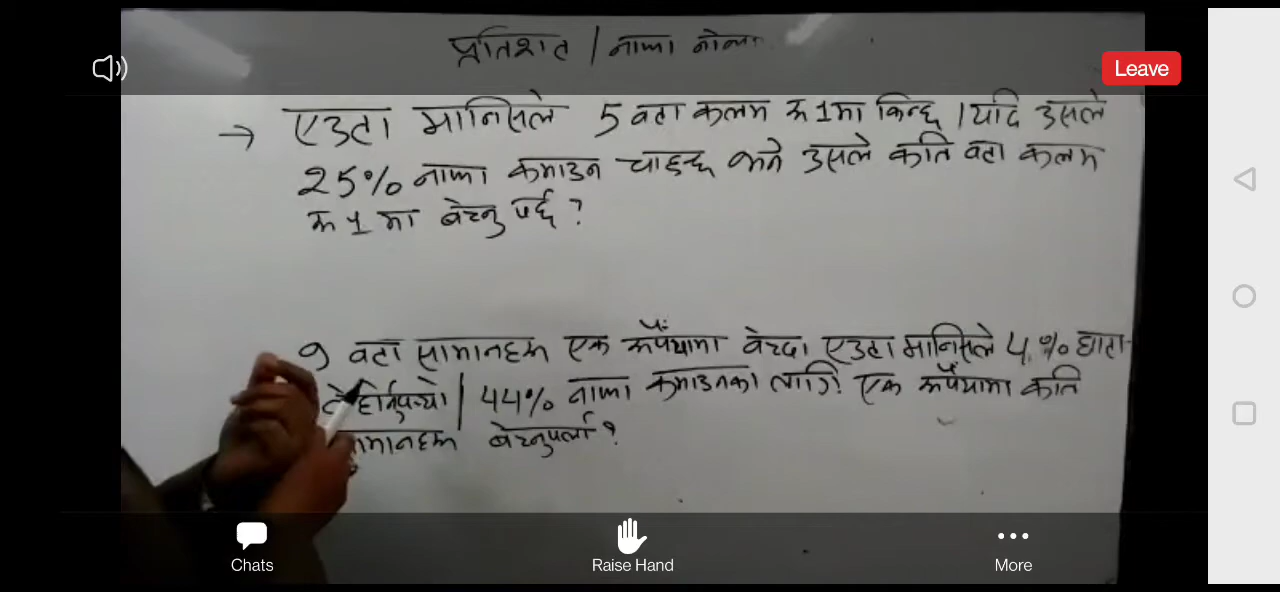 प्रतिशत / नाफा नोक्सा
Leave
→ एउटा मानिसले 5 वटा कलम रू 1 मा किन्छ । यदि उसले
25% नाफा कमाउन चाहन्छ भने उसले कति वटा कलम
रू 1 मा बेच्नु पर्छ ?
9 वटा सामानहरू एक रूपैंयामा बेच्दा एउटा मानिसले 4% घाटा
बेहोर्नुपऱ्यो | 44% नाफा कमाउनका लागि एक रूपैंयामा कति
सामानहरू बेच्नुपर्ला ?
Chats
Raise Hand
More